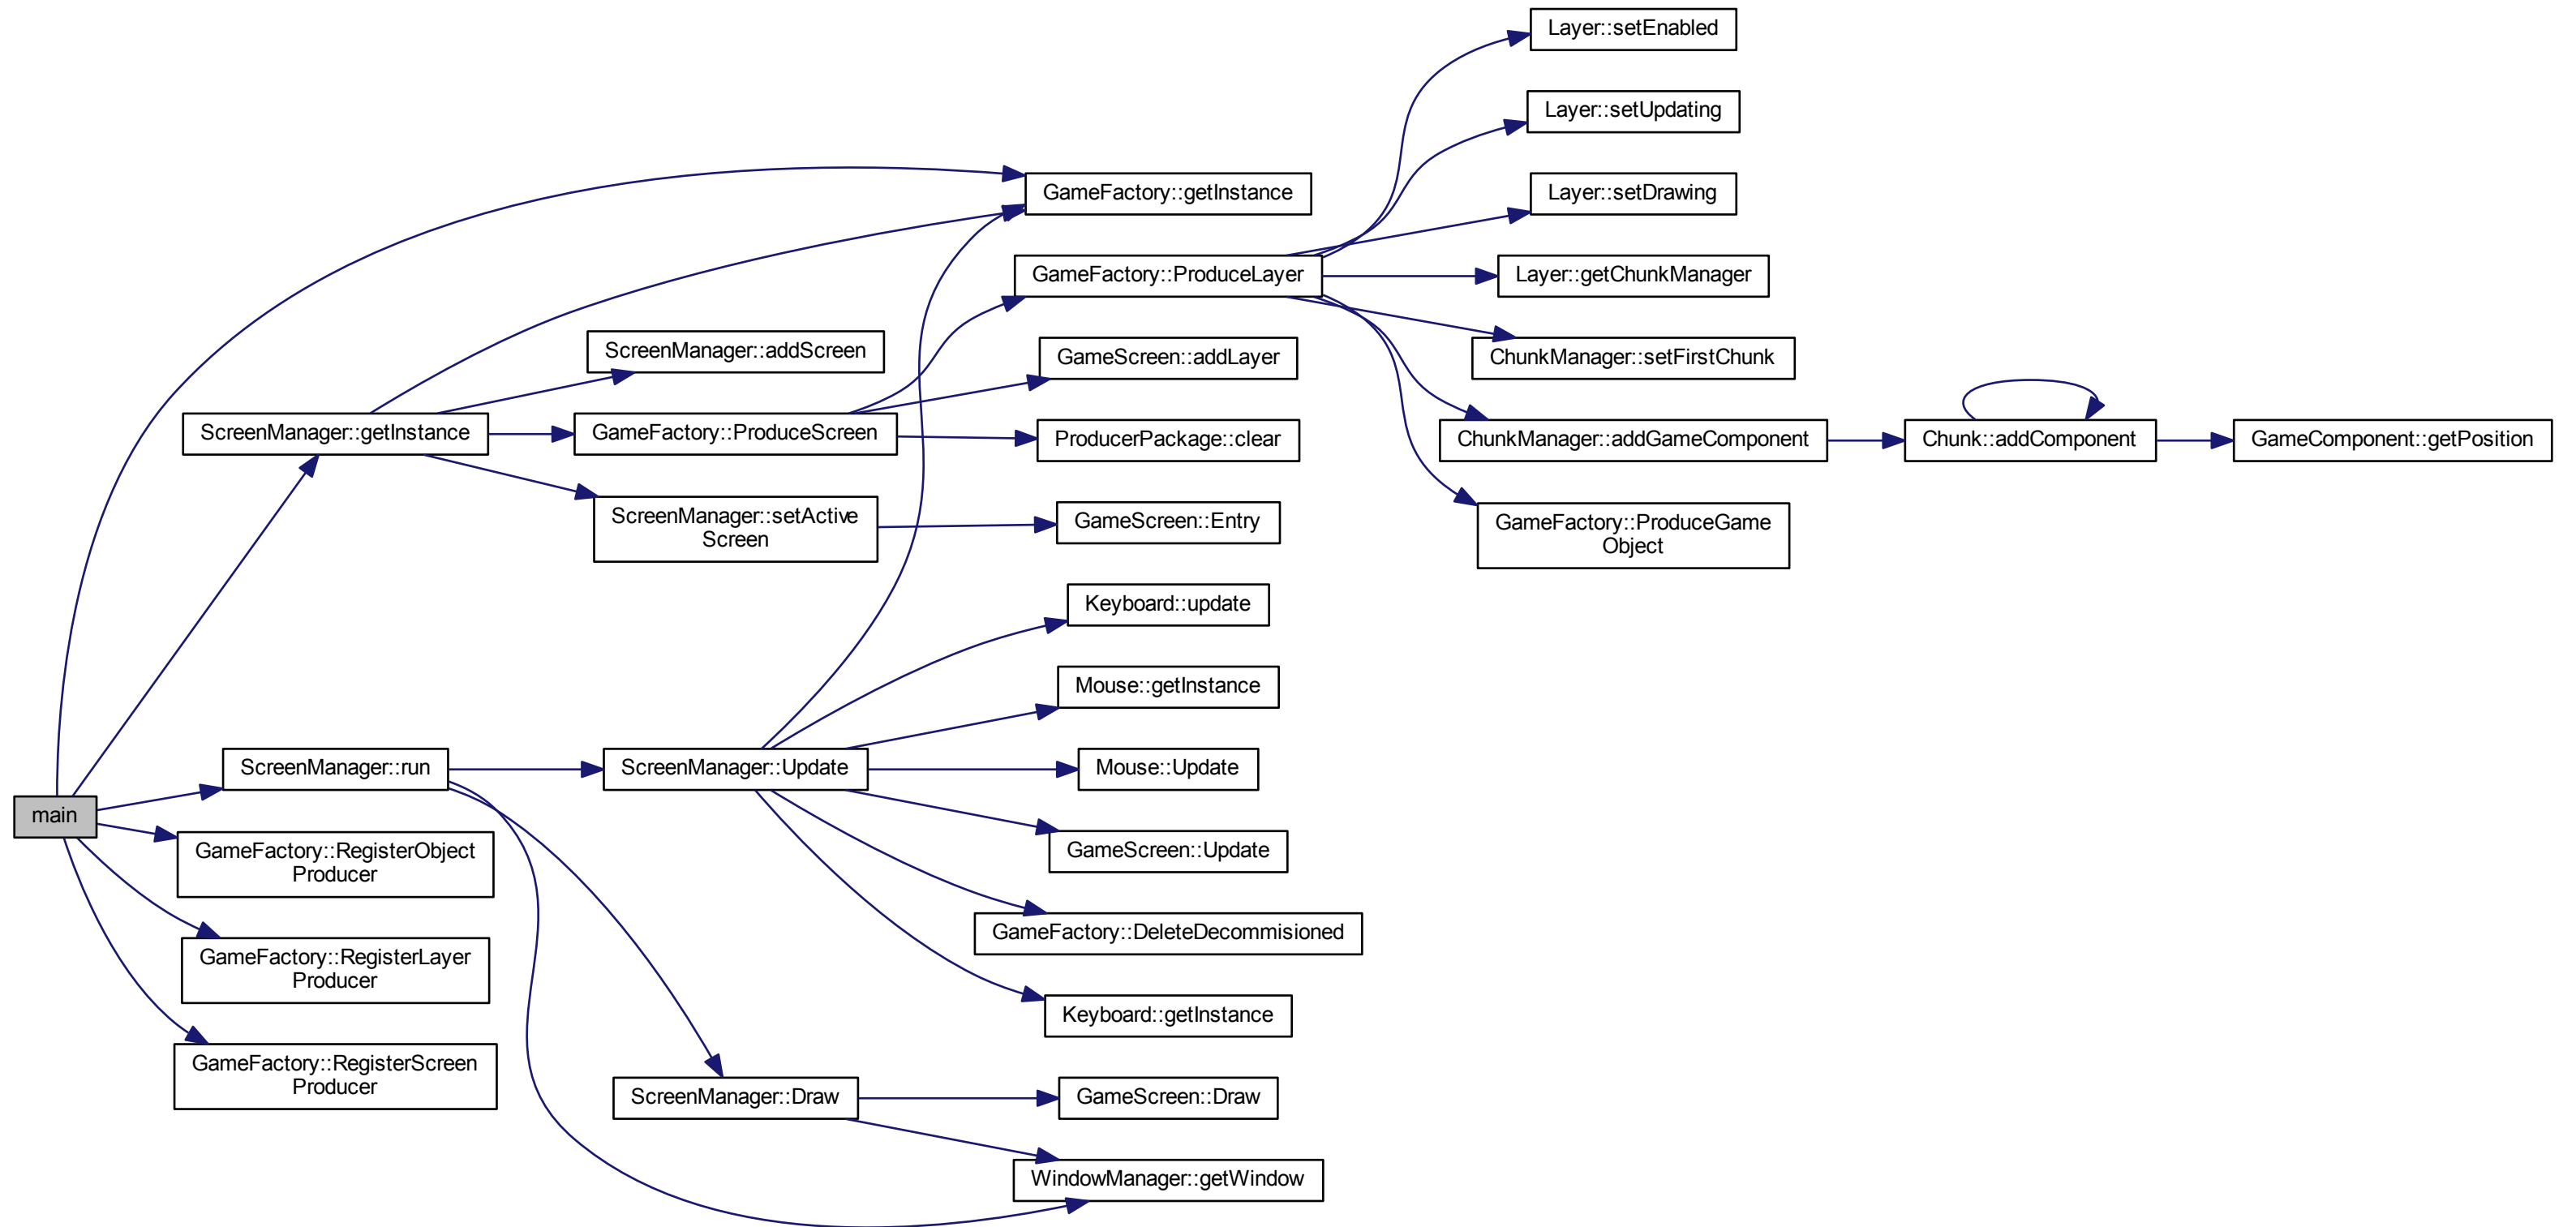 Layer::setEnabled
Layer::setUpdating
GameFactory::getInstance
Layer::setDrawing
GameFactory::ProduceLayer
Layer::getChunkManager
ScreenManager::addScreen
GameScreen::addLayer
ChunkManager::setFirstChunk
ScreenManager::getInstance
GameFactory::ProduceScreen
ProducerPackage::clear
ChunkManager::addGameComponent
Chunk::addComponent
GameComponent::getPosition
ScreenManager::setActive
Screen
GameScreen::Entry
GameFactory::ProduceGame
Object
Keyboard::update
Mouse::getInstance
ScreenManager::run
ScreenManager::Update
Mouse::Update
main
GameFactory::RegisterObject
Producer
GameScreen::Update
GameFactory::DeleteDecommisioned
GameFactory::RegisterLayer
Producer
Keyboard::getInstance
GameFactory::RegisterScreen
Producer
ScreenManager::Draw
GameScreen::Draw
WindowManager::getWindow